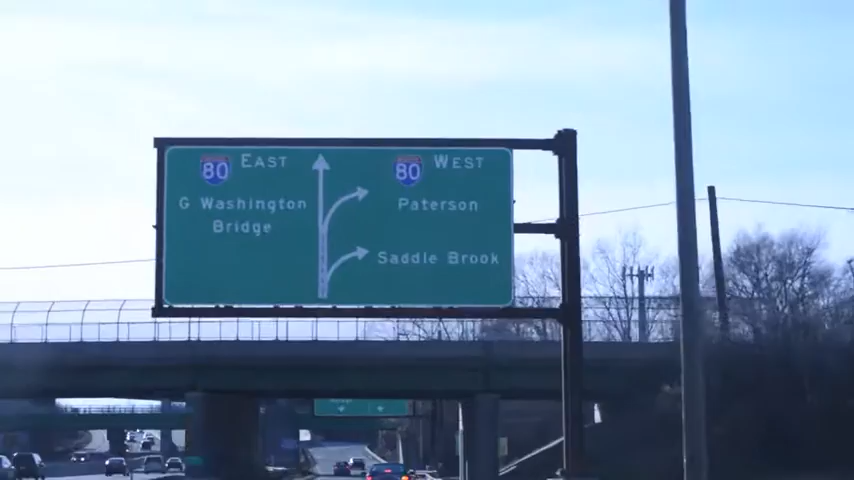 80 EAST
G WASHINGTON
BRIDGE
80 WEST
PATERSON
SADDLE BROOK